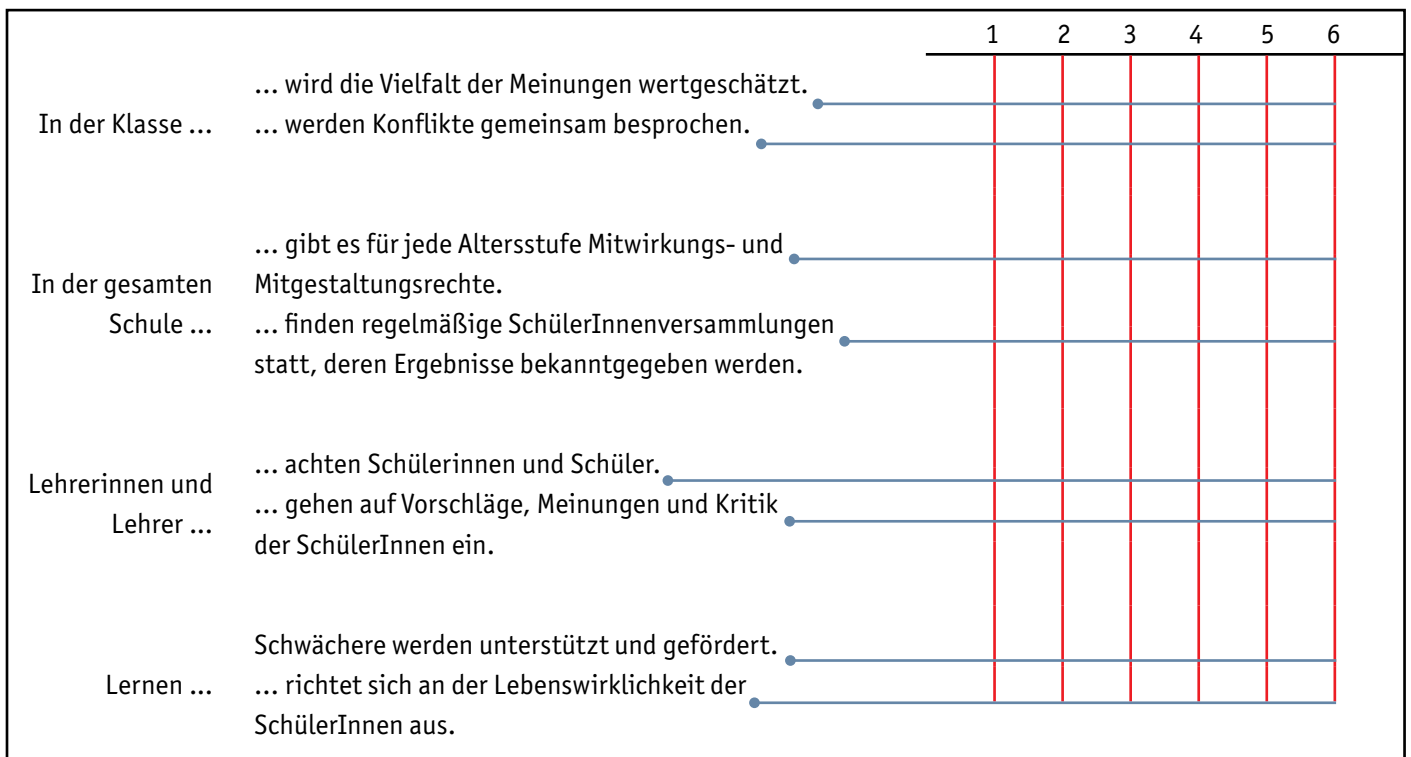 1 2 3 4 5 6
... wird die Vielfalt der Meinungen wertgeschätzt.
In der Klasse ... ... werden Konflikte gemeinsam besprochen.
... gibt es für jede Altersstufe Mitwirkungs- und
In der gesamten Mitgestaltungsrechte.
Schule ... ... finden regelmäßige SchülerInnenversammlungen
statt, deren Ergebnisse bekanntgegeben werden.
... achten Schülerinnen und Schüler.
Lehrerinnen und
... gehen auf Vorschläge, Meinungen und Kritik
Lehrer ...
der SchülerInnen ein.
Schwächere werden unterstützt und gefördert.
Lernen ... ... richtet sich an der Lebenswirklichkeit der
SchülerInnen aus.